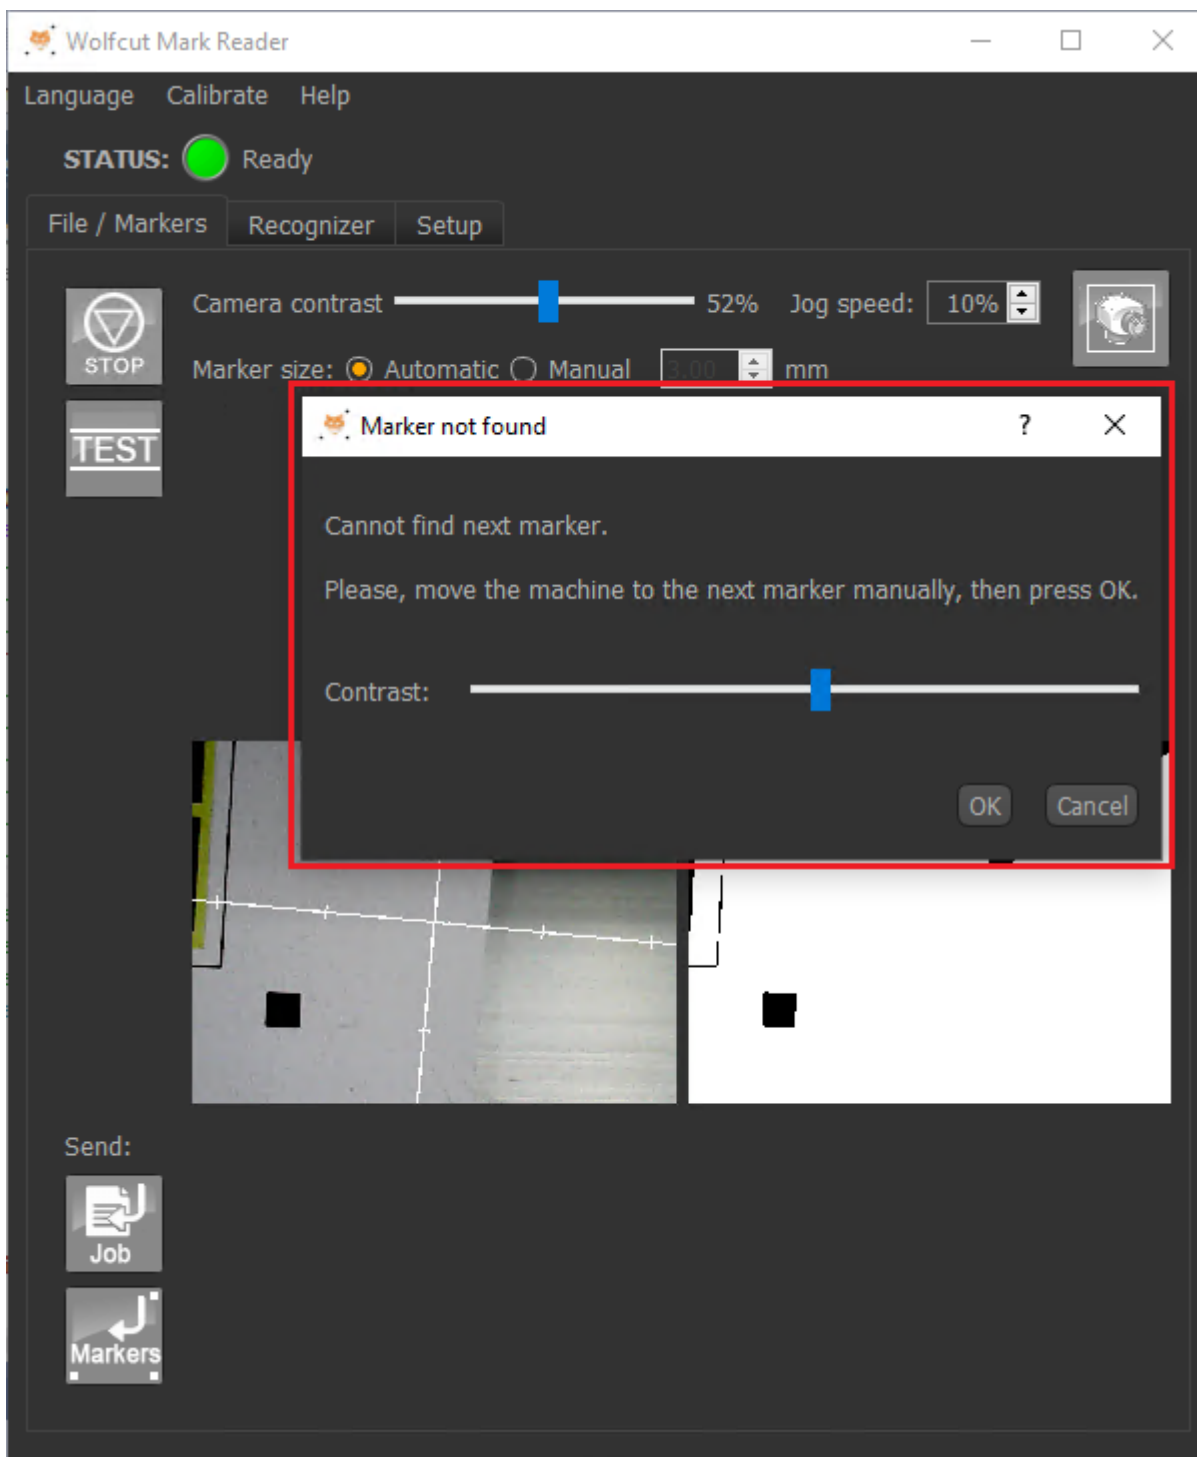 Wolfcut Mark Reader
Language Calibrate Help
STATUS: Ready
File / Markers Recognizer Setup
STOP
Camera contrast 52% Jog speed: 10%
Marker size: Automatic Manual 3.00 mm
TEST
Marker not found ?
Cannot find next marker.
Please, move the machine to the next marker manually, then press OK.
Contrast:
OK Cancel
Send:
Job
Markers